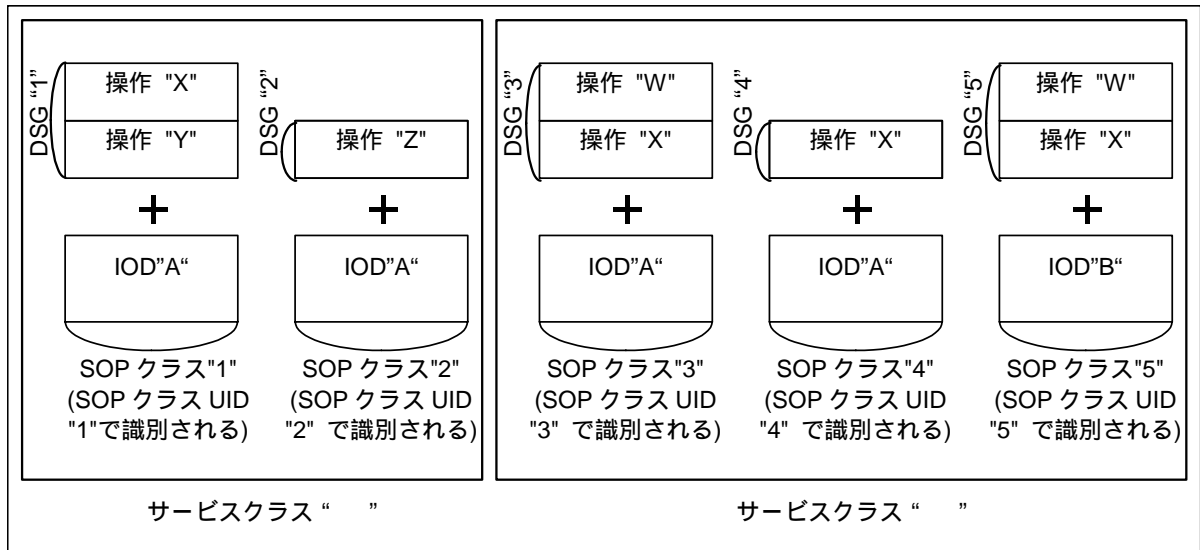 DSG “1”
操作 "X"
操作 "Y"
IOD”A“
SOP クラス"1"
(SOP クラス UID
"1"で識別される)
DSG “2”
操作 "Z"
IOD”A“
SOP クラス"2"
(SOP クラス UID
"2" で識別される)
サービスクラス “　”
DSG “3”
操作 "W"
操作 "X"
IOD”A“
SOP クラス"3"
(SOP クラス UID
"3" で識別される)
DSG “4”
操作 "X"
IOD”A“
SOP クラス"4"
(SOP クラス UID
"4" で識別される)
DSG “5”
操作 "W"
操作 "X"
IOD”B“
SOP クラス"5"
(SOP クラス UID
"5" で識別される)
サービスクラス “　”